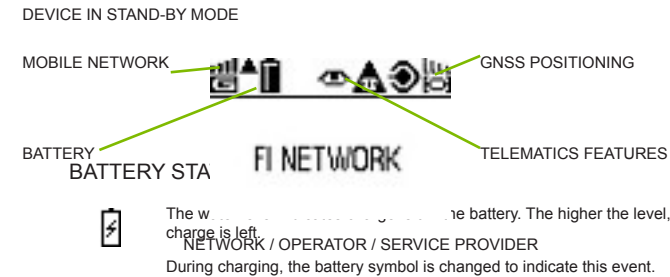 DEVICE IN STAND-BY MODE
MOBILE NETWORK
GNSS POSITIONING
BATTERY
TELEMATICS FEATURES
BATTERY STA
FI NETWORK
The battery. The higher the level,
charge is left.
NETWORK / OPERATOR / SERVICE PROVIDER
During charging, the battery symbol is changed to indicate this event.